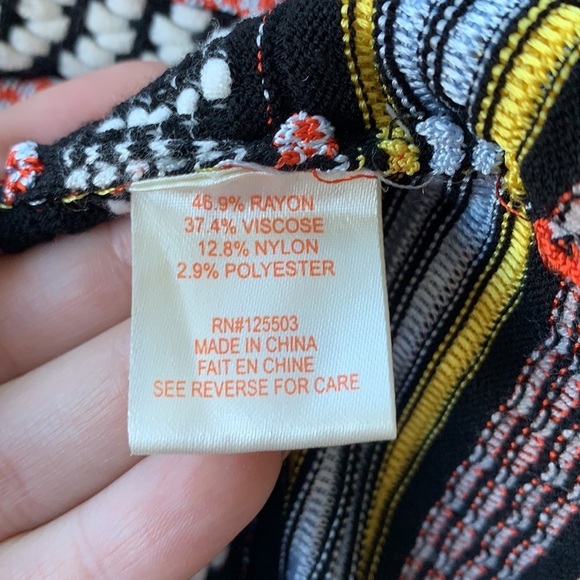 46.9% RAYON
37.4% VISCOSE
12.8% NYLON
2.9% POLYESTER
RN#125503
MADE IN CHINA
FAIT EN CHINE
SEE REVERSE FOR CARE